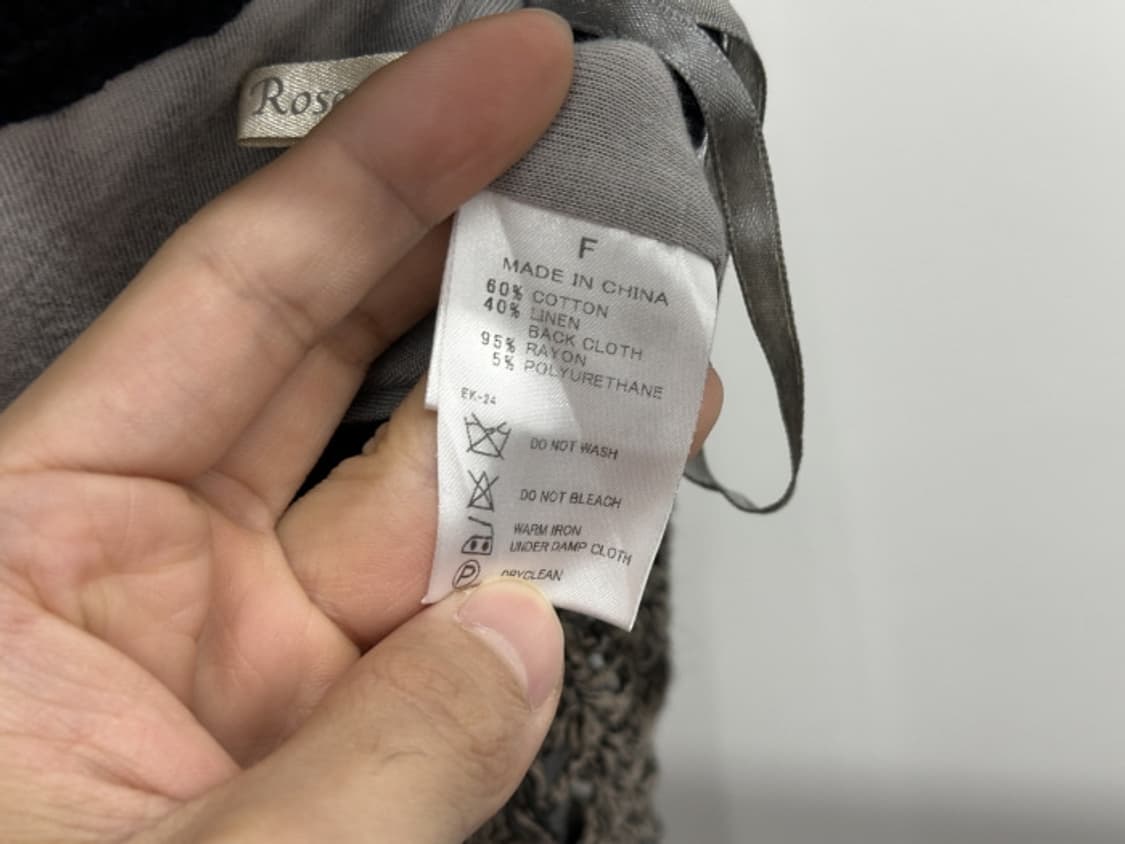 Rose
F
MADE IN CHINA
60% COTTON
40% LINEN
BACK CLOTH
95% RAYON
5% POLYURETHANE
EK-24
DO NOT WASH
DO NOT BLEACH
WARM IRON
UNDER DAMP CLOTH
P DRYCLEAN